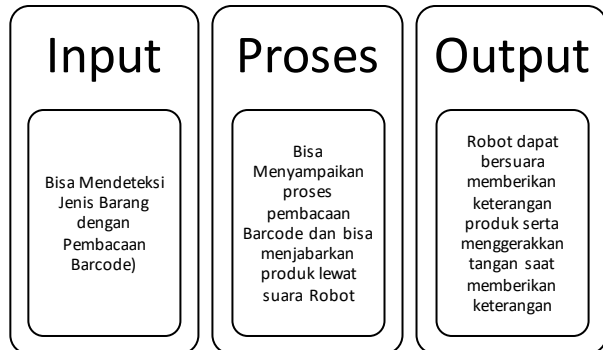 Input
Bisa Mendeteksi
Jenis Barang
dengan
Pembacaan
Barcode)
Proses
Bisa
Menyampaikan
proses
pembacaan
Barcode dan bisa
menjabarkan
produk lewat
suara Robot
Output
Robot dapat
bersuara
memberikan
keterangan
produk serta
menggerakkan
tangan saat
memberikan
keterangan